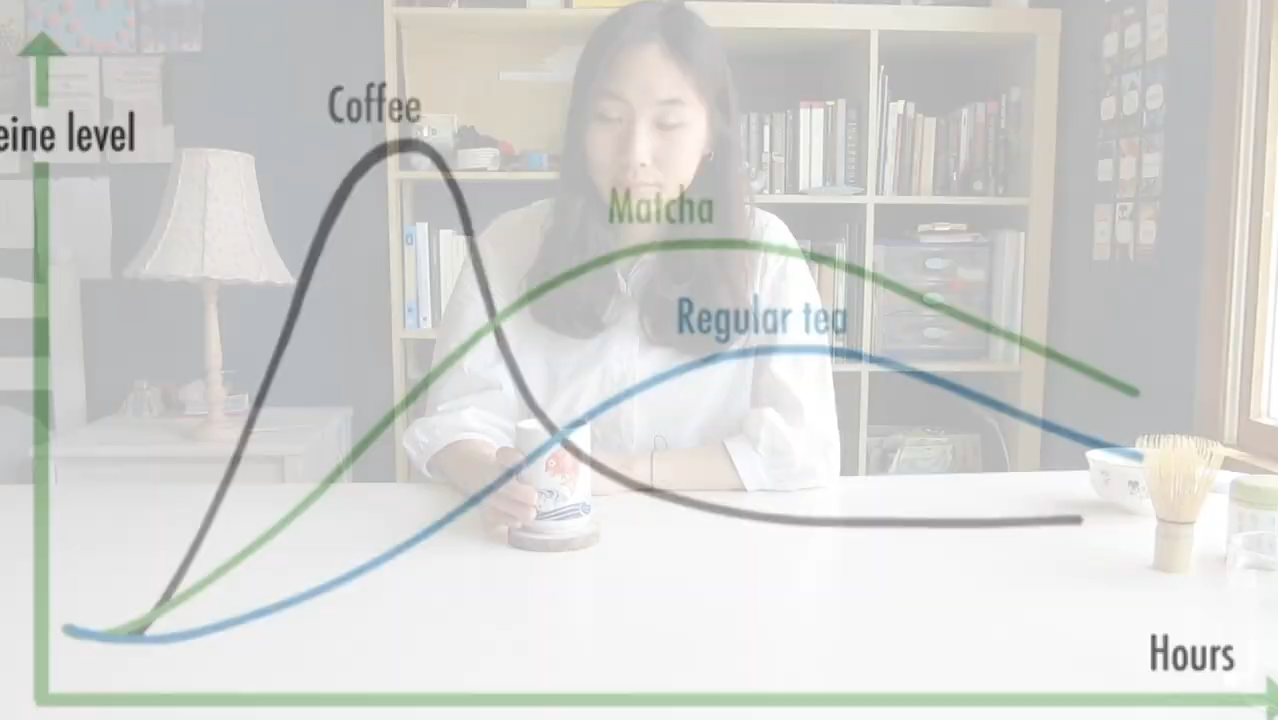 Coffee
eine level
Matcha
Regular tea
Hours